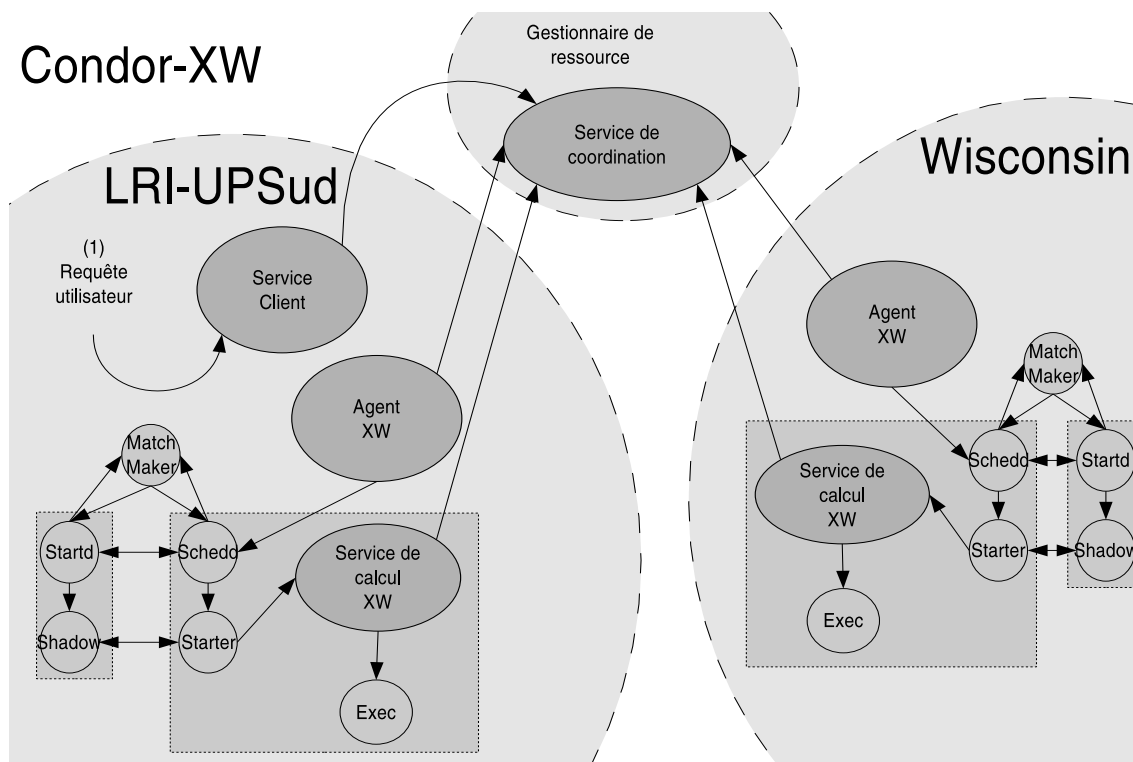 Condor-XW
Gestionnaire de
ressource
Service de
coordination
LRI-UPSud
Wisconsin
(1)
Requête
utilisateur
Service
Client
Agent
XW
Match
Maker
Startd
Schedd
Service de
calcul
XW
Shadow
Starter
Exec
Agent
XW
Match
Maker
Schedd
Startd
Service de
calcul
XW
Starter
Shadow
Exec